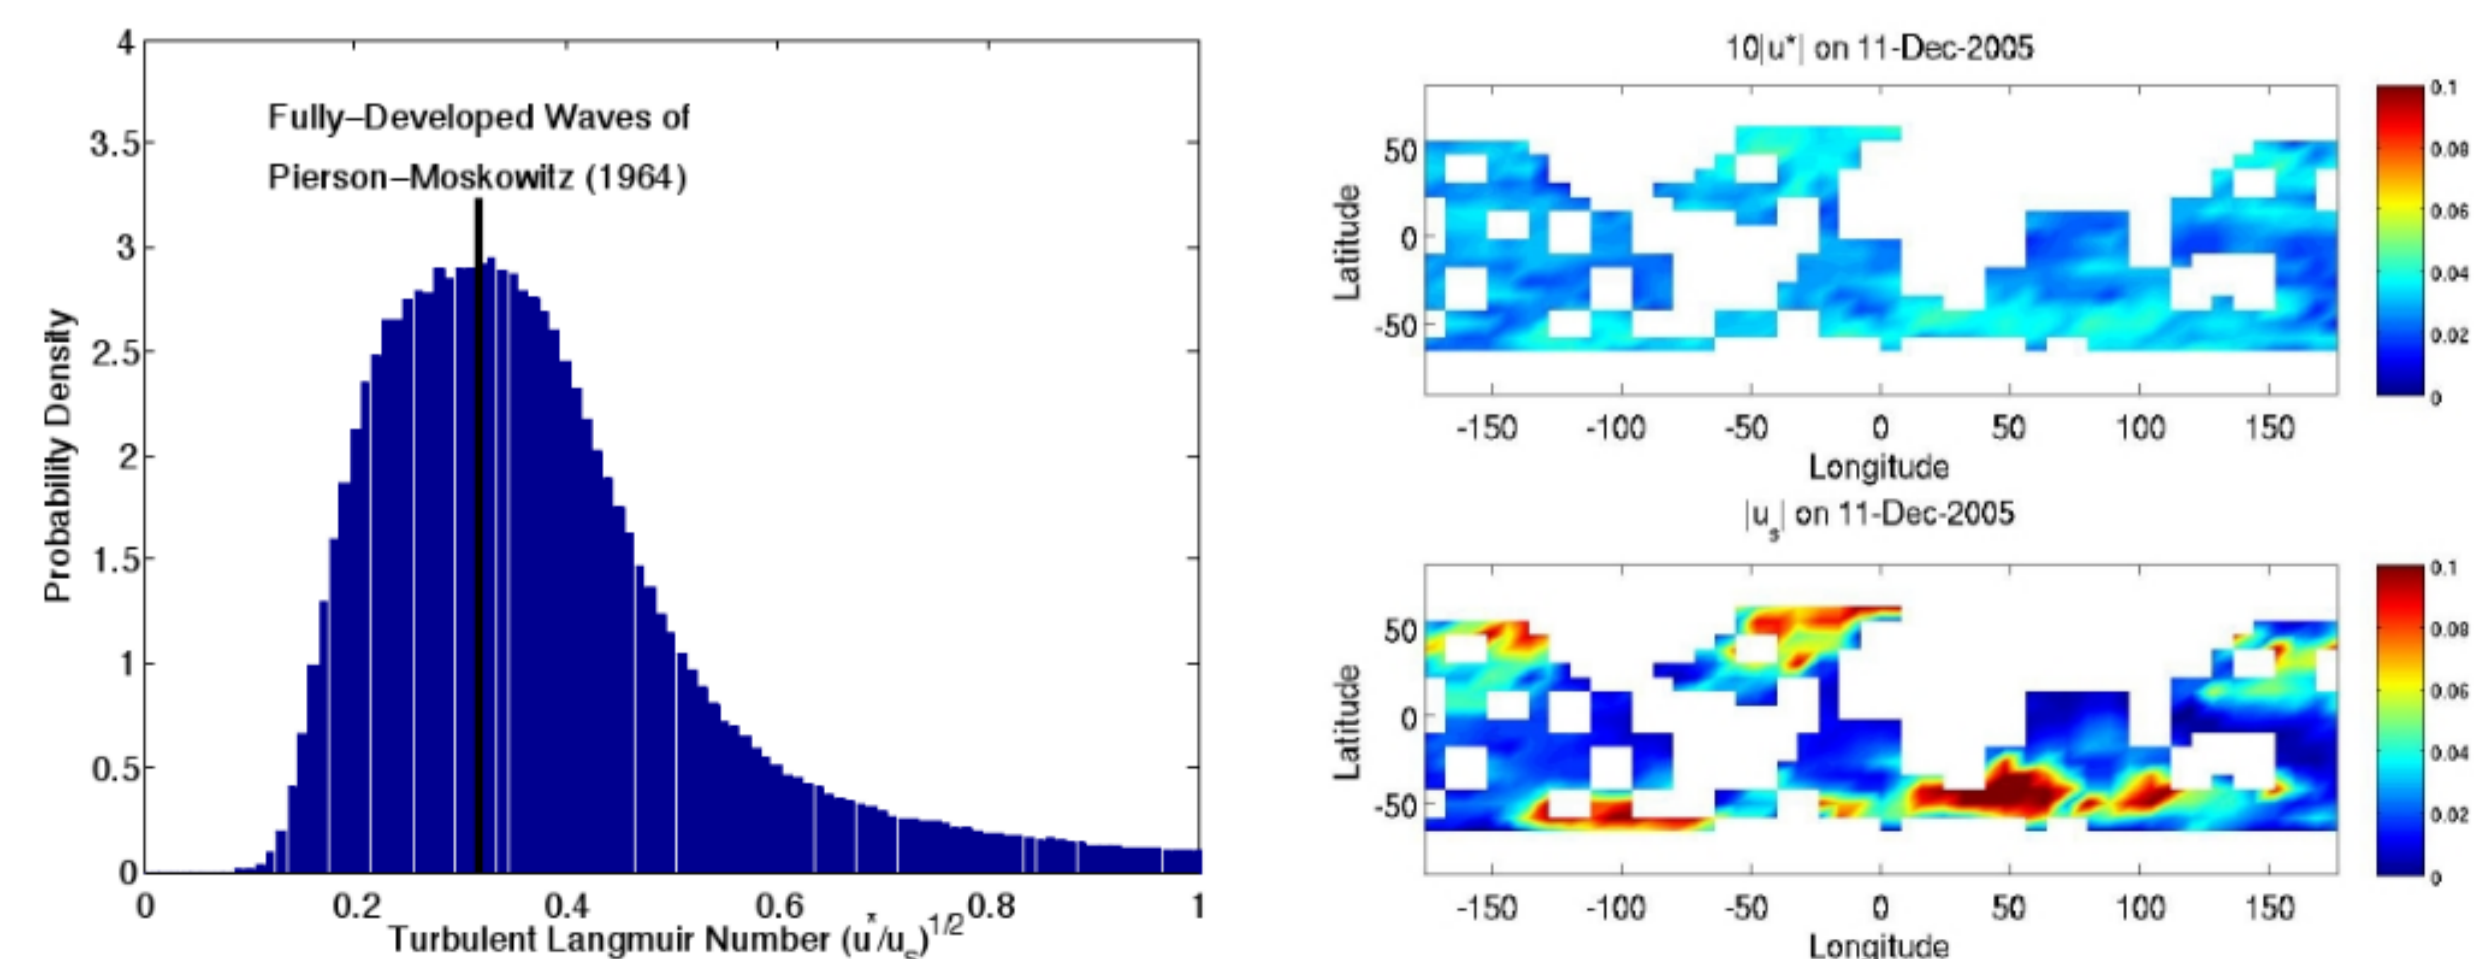 4
3.5
3
2.5
2
1.5
1
0.5
0
Probability Density
Fully–Developed Waves of
Pierson–Moskowitz (1964)
0 0.2 0.4 0.6 0.8 1
Turbulent Langmuir Number (u*/us)1/2
10|u*| on 11-Dec-2005
50
0
-50
Latitude
-150 -100 -50 0 50 100 150
Longitude
0.1
0.08
0.06
0.04
0.02
0
|us| on 11-Dec-2005
50
0
-50
Latitude
-150 -100 -50 0 50 100 150
Longitude
0.1
0.08
0.06
0.04
0.02
0